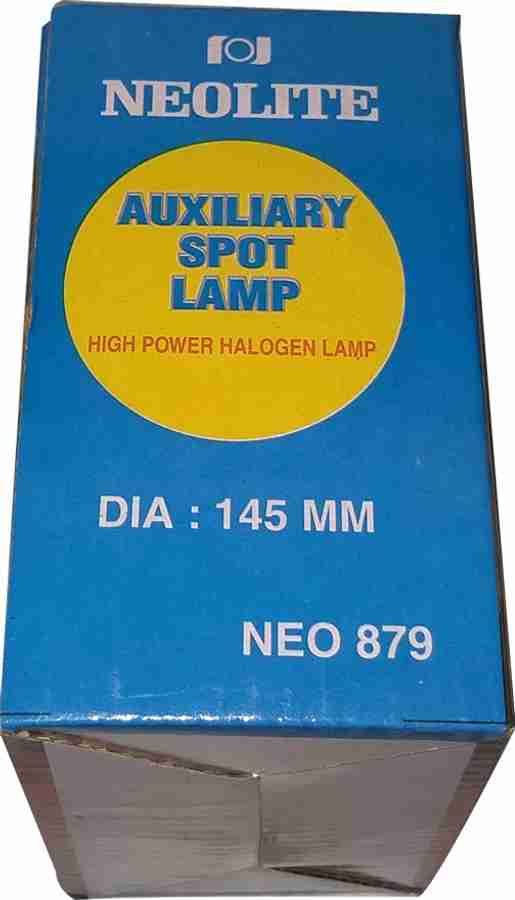 NEOLITE
AUXILIARY
SPOT
LAMP
HIGH POWER HALOGEN LAMP
DIA : 145 MM
NEO 879